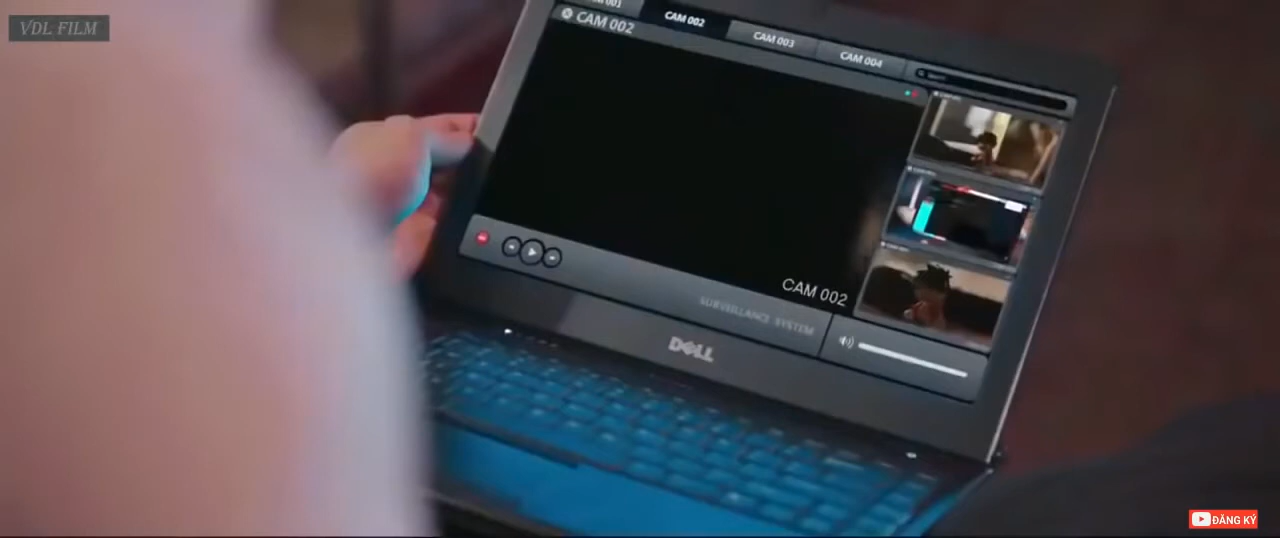 VDL FILM
CAM 002
CAM 003
CAM 004
CAM 002
CAM 002
SURVEILLANCE SYSTEM
DELL
ĐĂNG KÝ